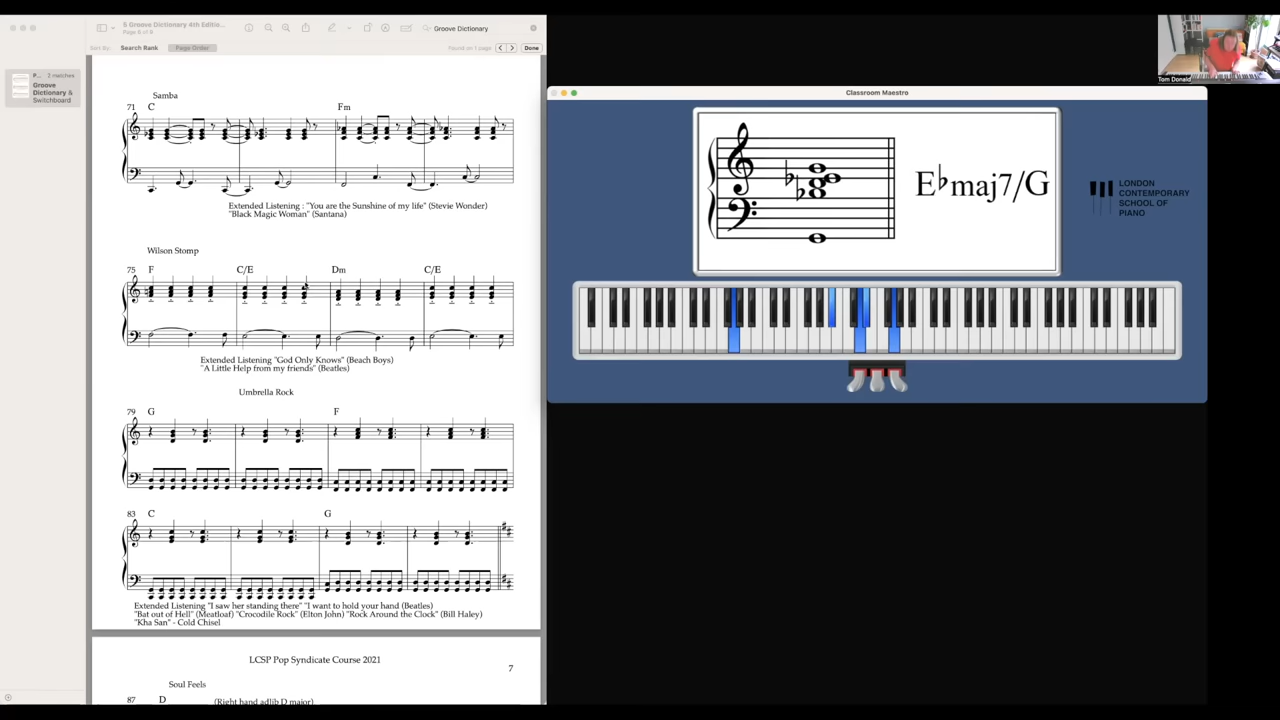 5 Groove Dictionary 4th Editio...
Page 6 of 9
Groove Dictionary
Sort By:
Search Rank
Page Order
Found on 1 page
Done
P...
2 matches
Groove
Dictionary &
Switchboard
Samba
71
C
Fm
Extended Listening : "You are the Sunshine of my life" (Stevie Wonder)
"Black Magic Woman" (Santana)
Wilson Stomp
75
F
C/E
Dm
C/E
Extended Listening "God Only Knows" (Beach Boys)
"A Little Help from my friends" (Beatles)
Umbrella Rock
79
G
F
83
C
G
Extended Listening "I saw her standing there" "I want to hold your hand (Beatles)
"Bat out of Hell" (Meatloaf) "Crocodile Rock" (Elton John) "Rock Around the Clock" (Bill Haley)
"Kha San" - Cold Chisel
LCSP Pop Syndicate Course 2021
7
Soul Feels
87
D
(Right hand adlib D major)
Classroom Maestro
E♭maj7/G
LONDON
CONTEMPORARY
SCHOOL OF
PIANO
Tom Donald